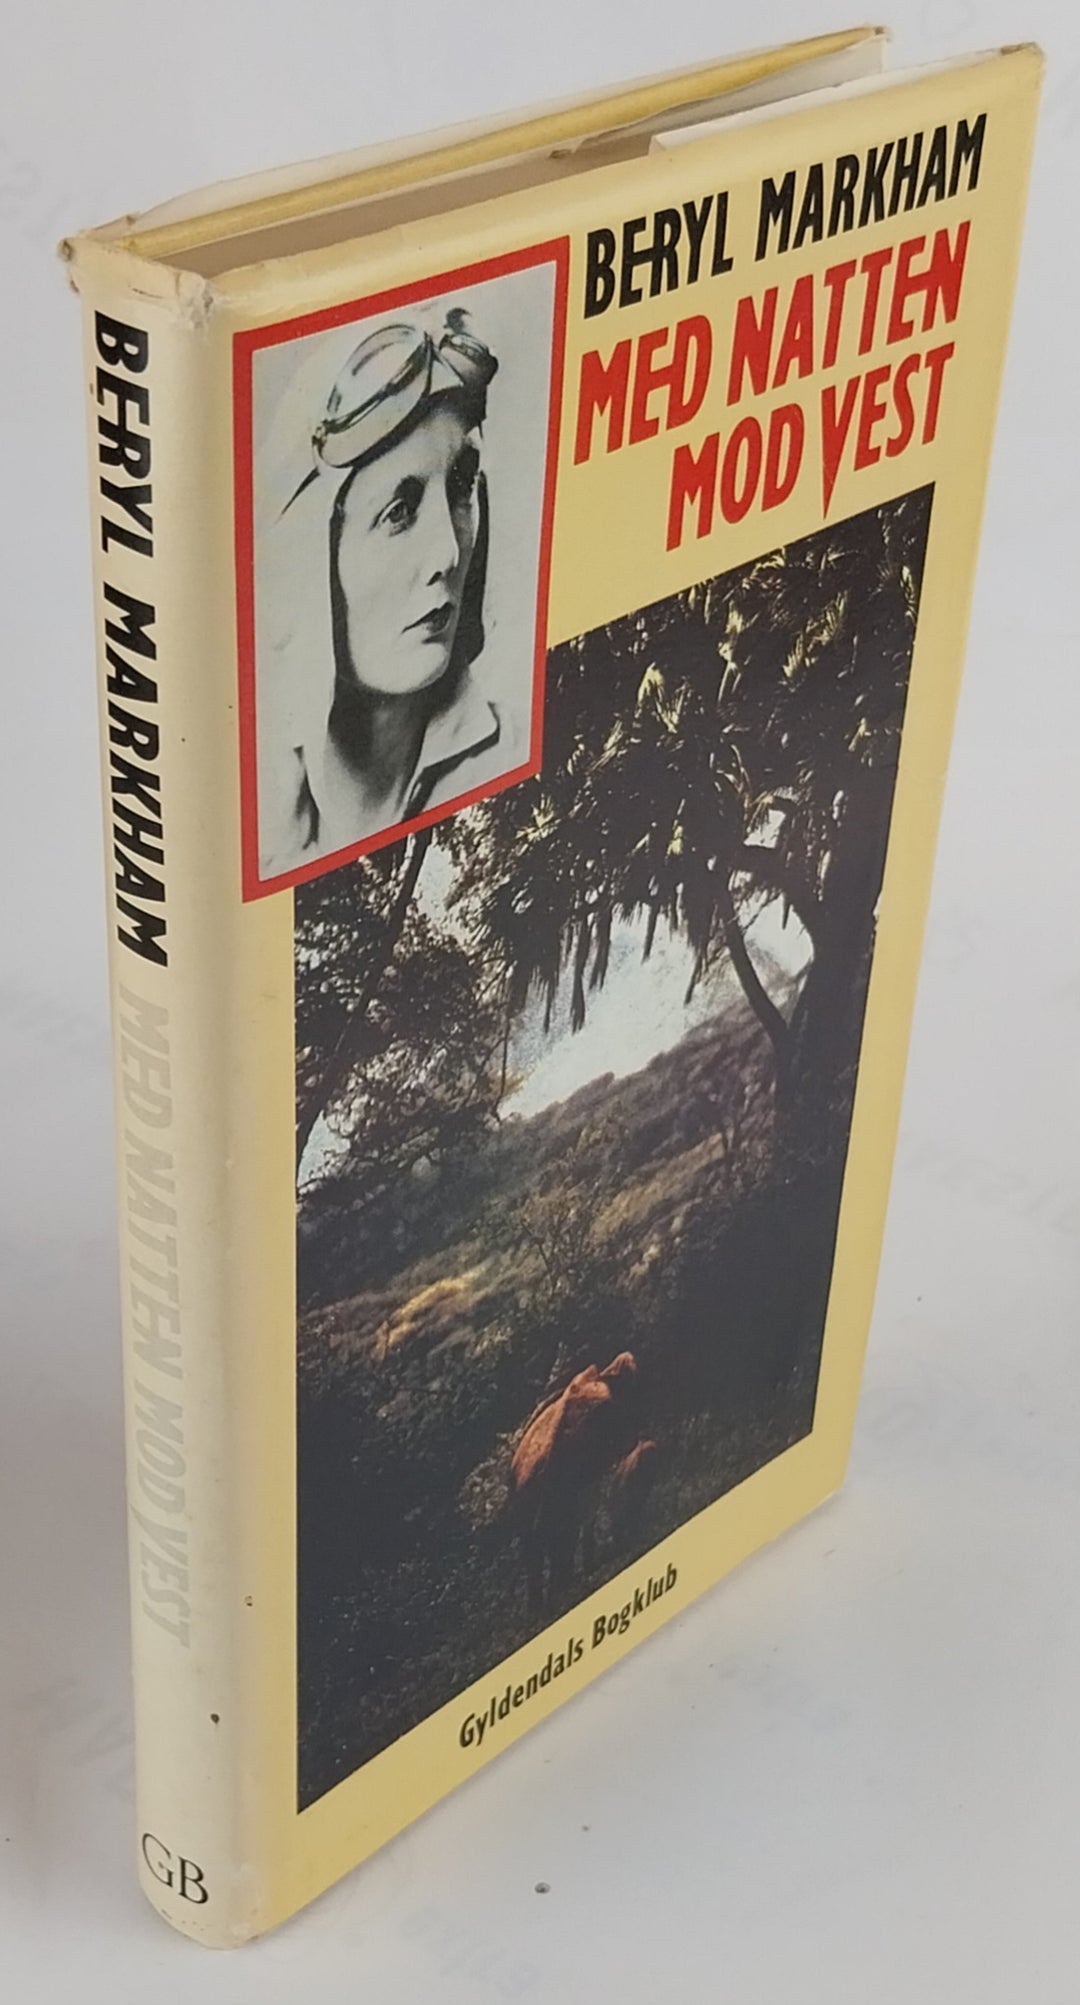 BERYL MARKHAM
MED NATTEN
MOD VEST
Gyldendals Bogklub
BERYL MARKHAM MED NATTEN MOD VEST
GB